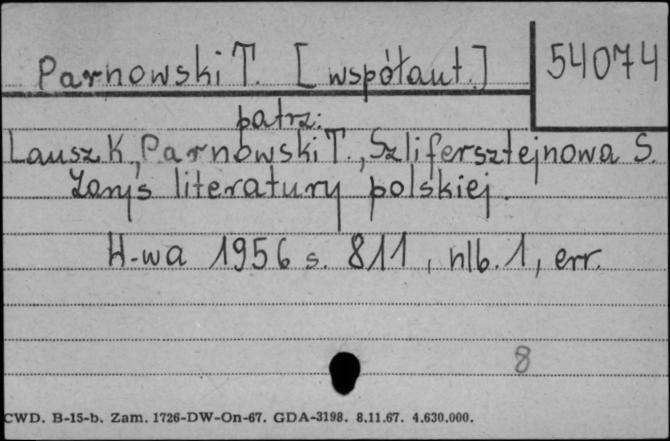 Parnowski T. [współaut.]
54074
patrz:
Lausz K., Parnowski T., Szlifersztejnowa S.
Zarys literatury polskiej.
W-wa 1956 s. 811, nlb. 1, err.
8
CWD. B-15-b. Zam. 1726-DW-On-67. GDA-3198. 8.11.67. 4.630.000.